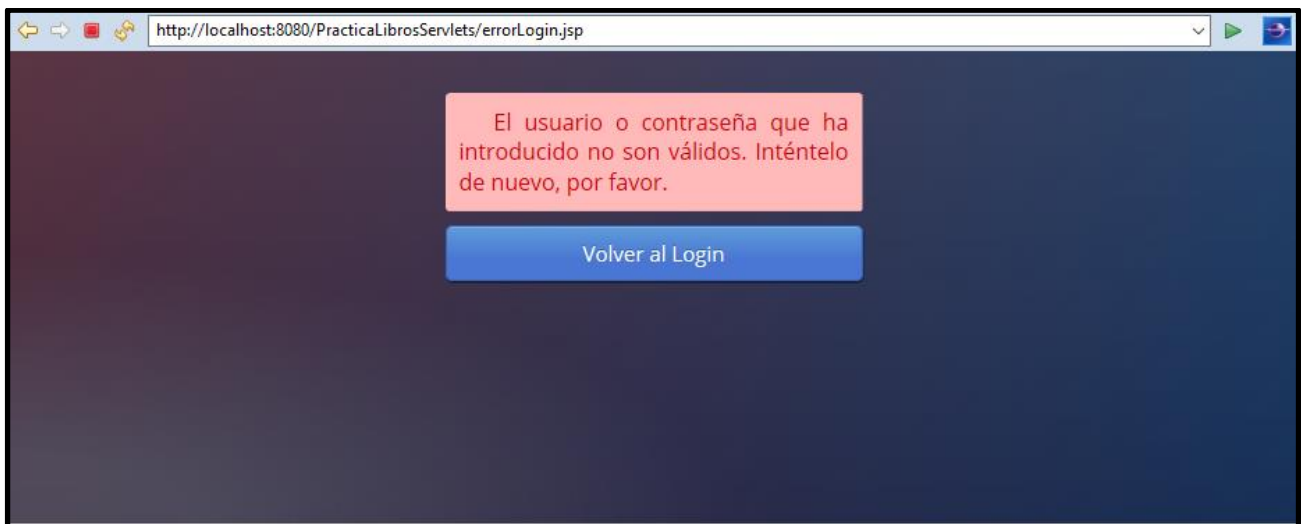 http://localhost:8080/PracticaLibrosServlets/errorLogin.jsp
El usuario o contraseña que ha
introducido no son válidos. Inténtelo
de nuevo, por favor.
Volver al Login